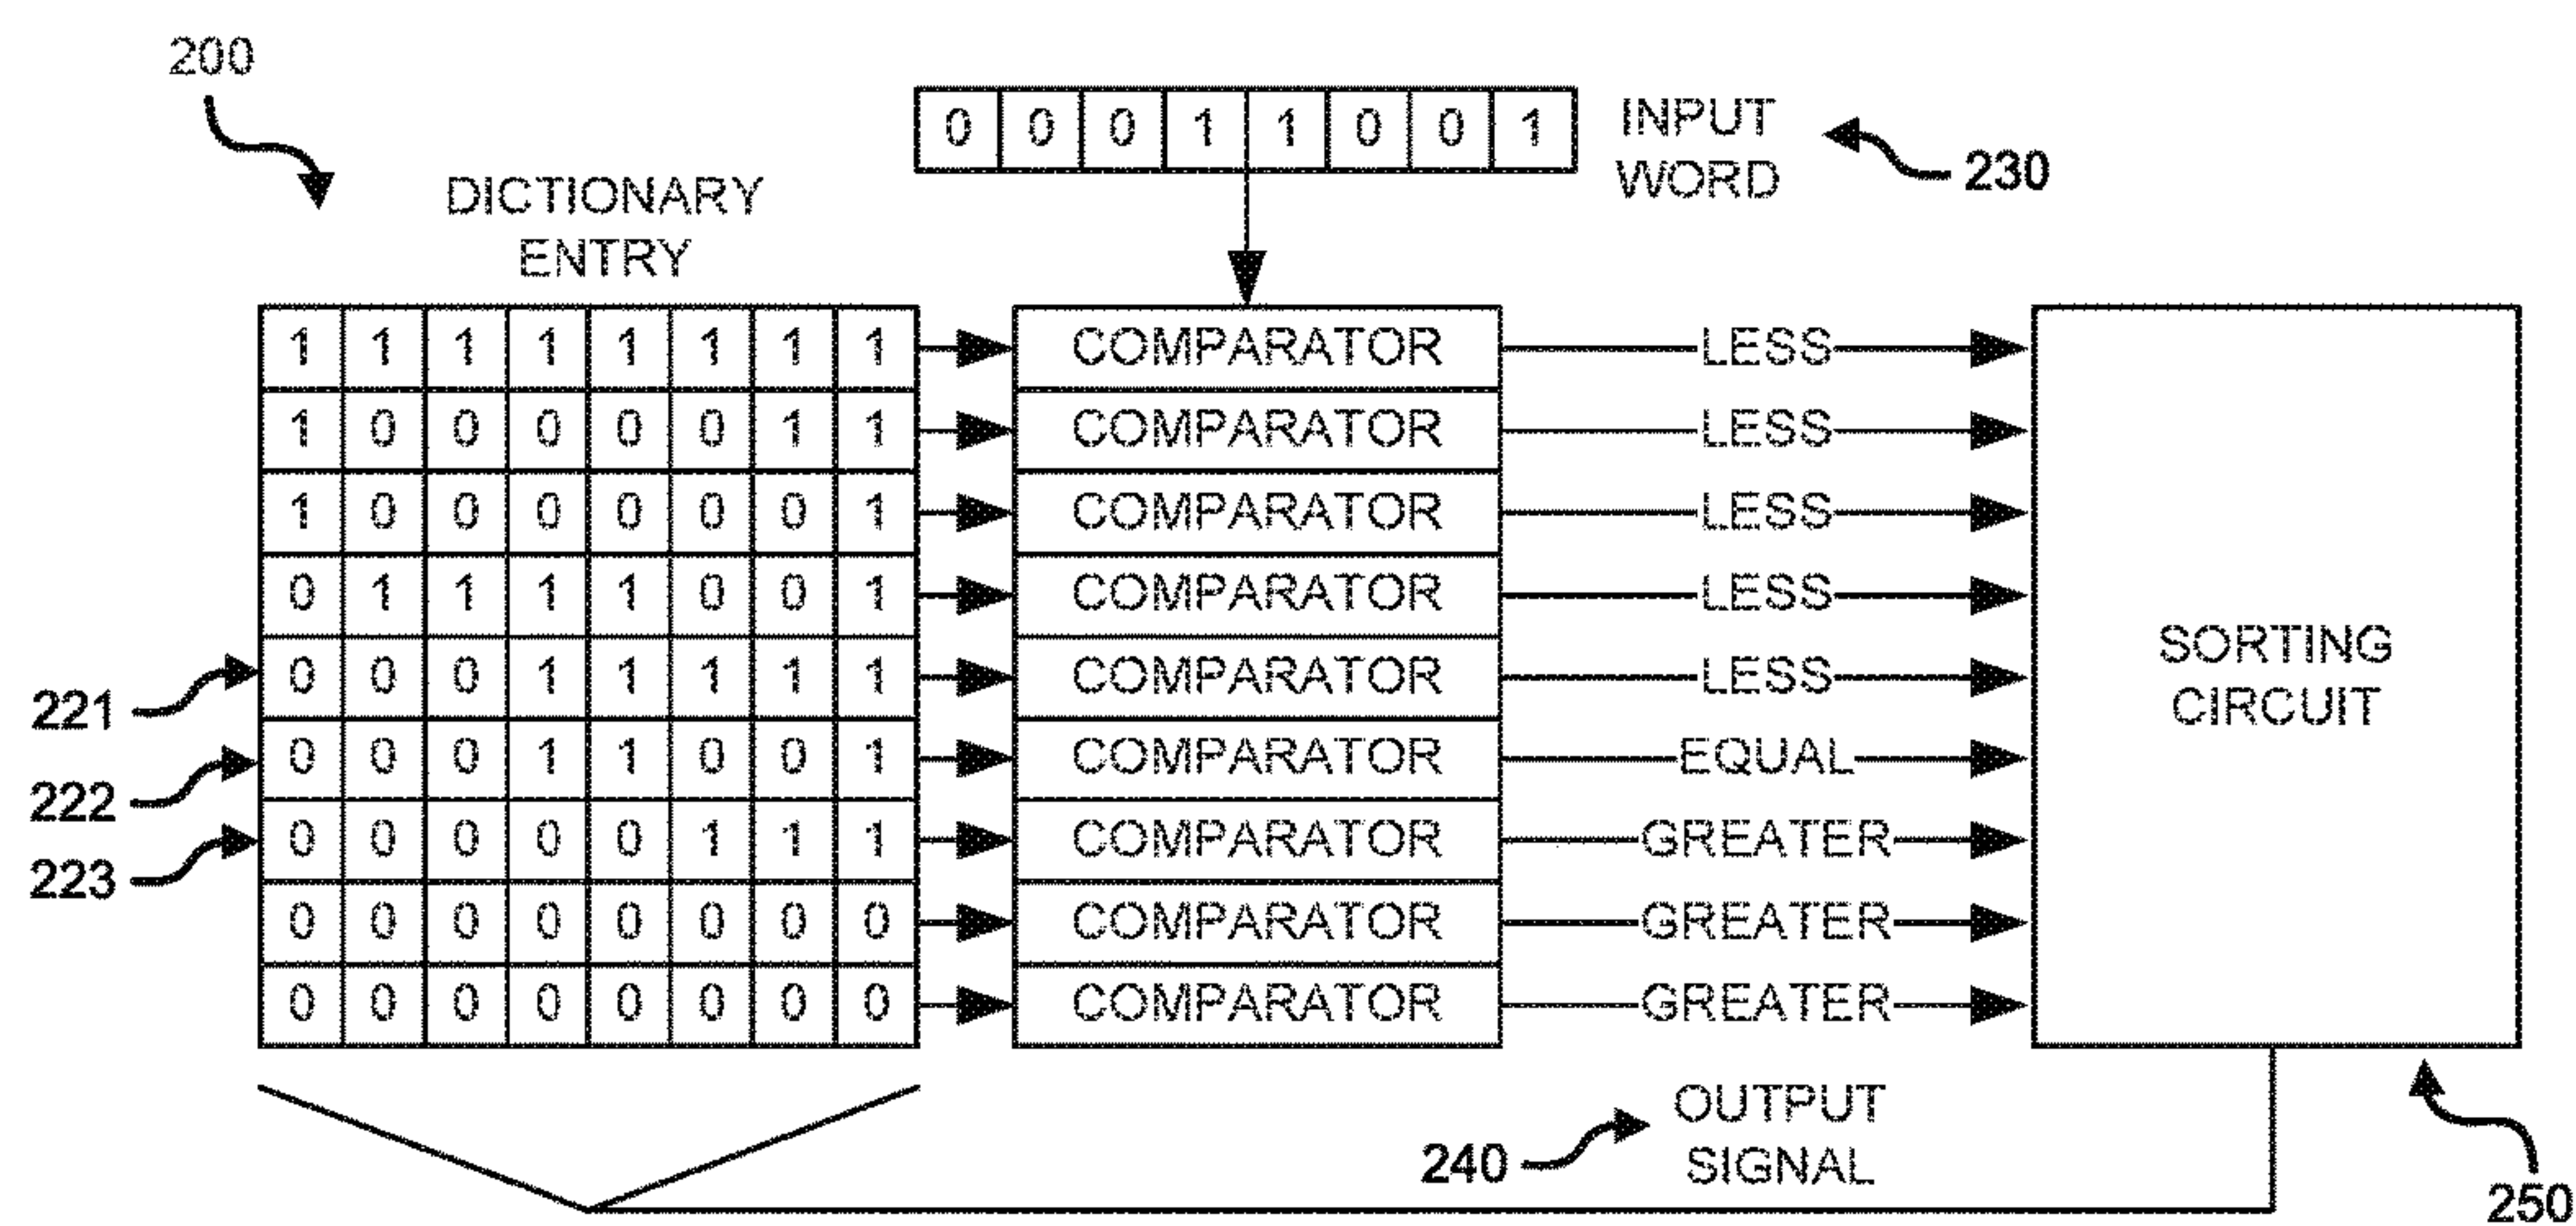 200
0 0 0 1 1 0 0 1
INPUT
WORD
230
DICTIONARY
ENTRY
1 1 1 1 1 1 1 1 COMPARATOR LESS
1 0 0 0 0 0 1 1 COMPARATOR LESS
1 0 0 0 0 0 0 1 COMPARATOR LESS
0 1 1 1 1 0 0 1 COMPARATOR LESS
221 0 0 0 1 1 1 1 1 COMPARATOR LESS
222 0 0 0 1 1 0 0 1 COMPARATOR EQUAL
223 0 0 0 0 0 1 1 1 COMPARATOR GREATER
0 0 0 0 0 0 0 0 COMPARATOR GREATER
0 0 0 0 0 0 0 0 COMPARATOR GREATER
SORTING
CIRCUIT
240
OUTPUT
SIGNAL
250